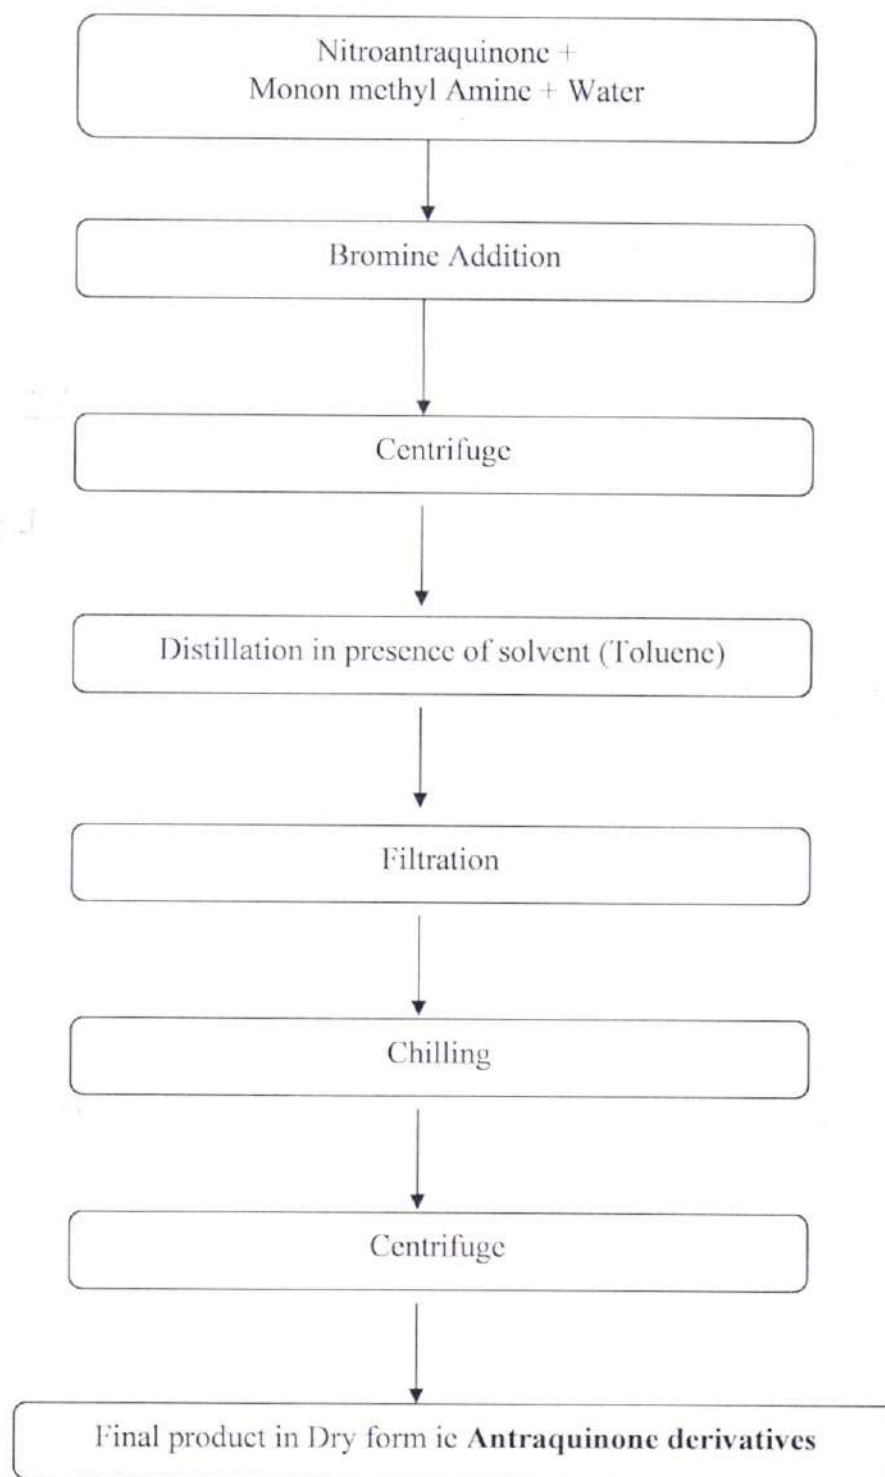 Nitroantraquinone +
Monon methyl Amine + Water
Bromine Addition
Centrifuge
Distillation in presence of solvent (Toluene)
Filtration
Chilling
Centrifuge
Final product in Dry form ie Antraquinone derivatives